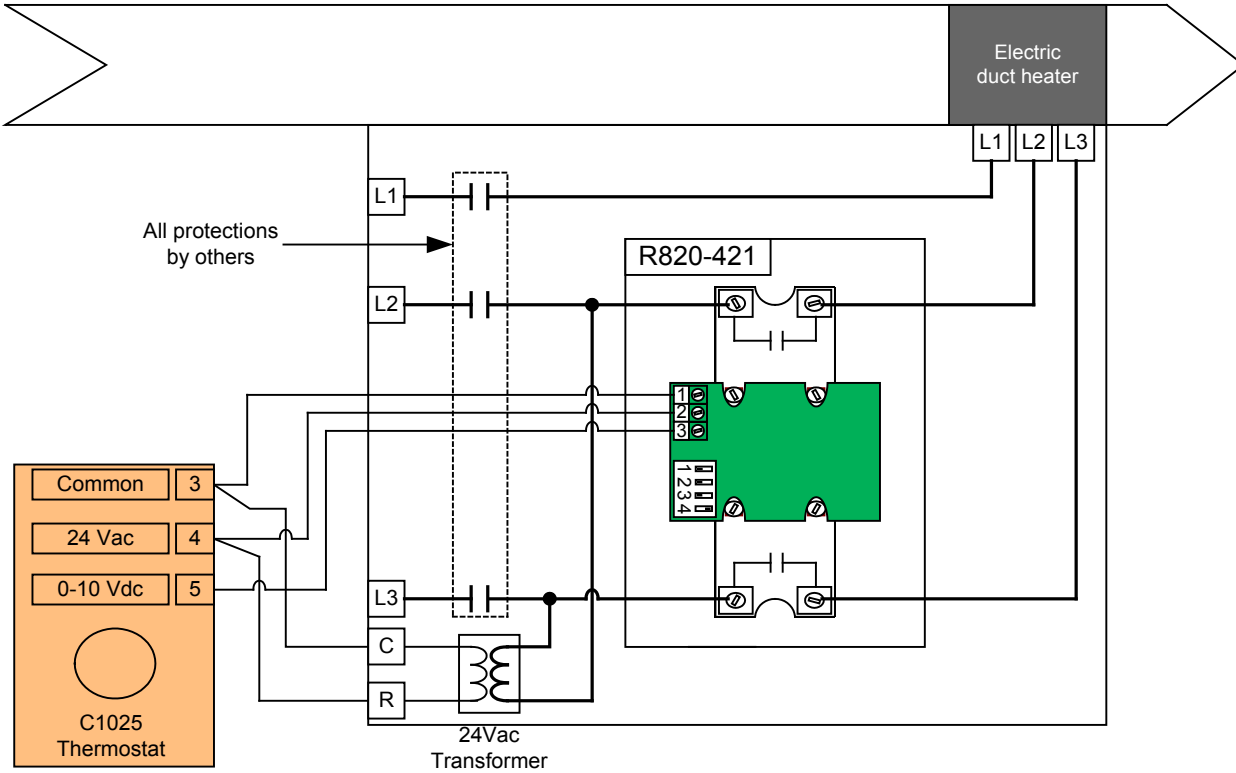 Electric
duct heater
L1 L2 L3
L1
All protections
by others
R820-421
L2
1
2
3
1
2
3
4
Common 3
24 Vac 4
0-10 Vdc 5
L3
C
R
C1025
Thermostat
24Vac
Transformer